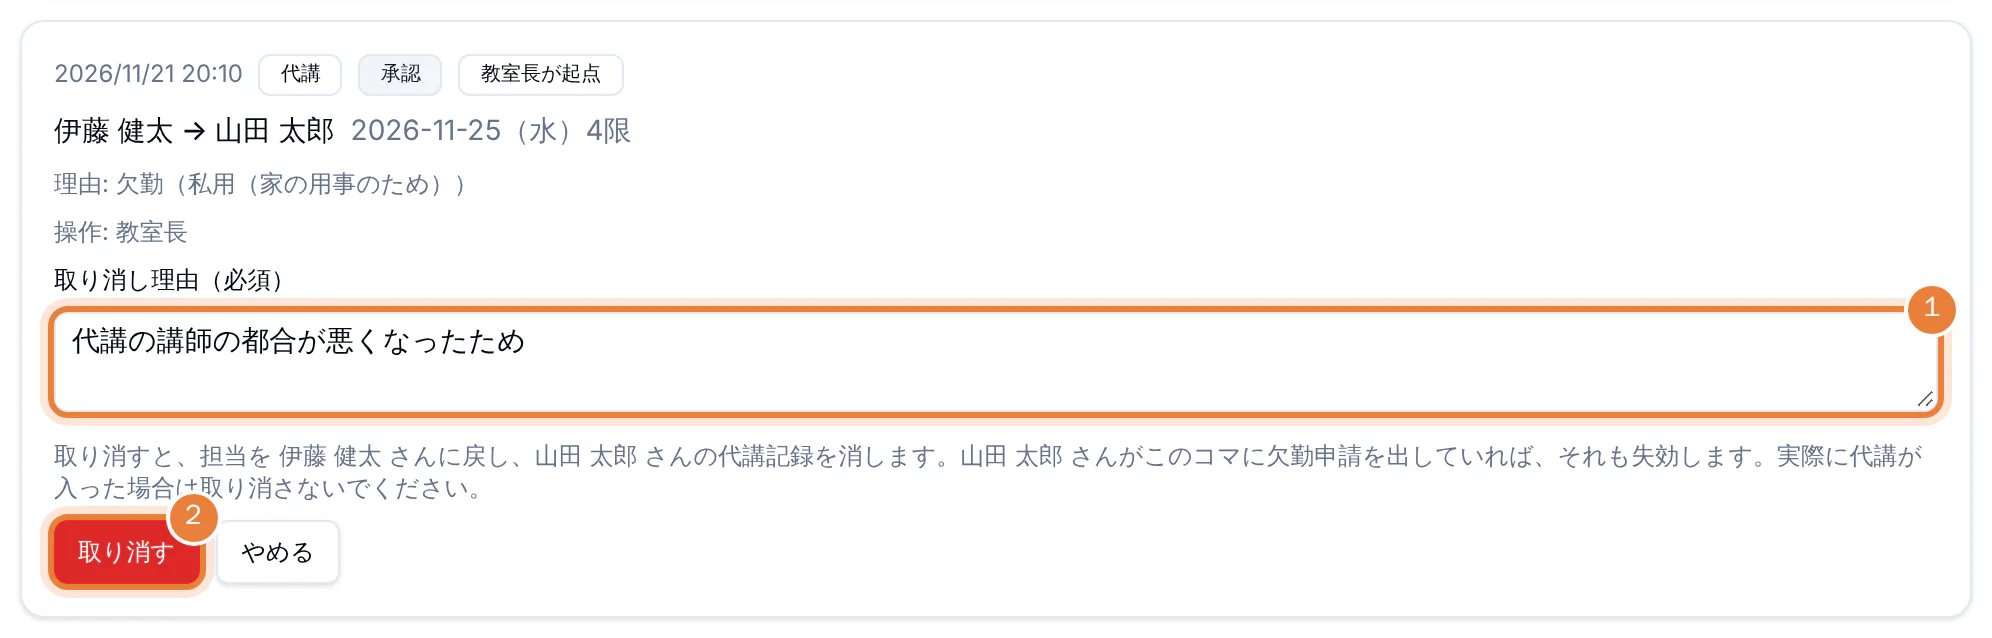 2026/11/21 20:10 代講 承認 教室長が起点
伊藤 健太 → 山田 太郎 2026-11-25（水）4限
理由: 欠勤（私用（家の用事のため））
操作: 教室長
取り消し理由（必須）
1
代講の講師の都合が悪くなったため
取り消すと、担当を 伊藤 健太 さんに戻し、山田 太郎 さんの代講記録を消します。山田 太郎 さんがこのコマに欠勤申請を出していれば、それも失効します。実際に代講が
入った場合は取り消さないでください。
2
取り消す やめる